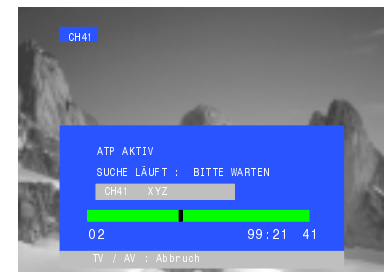 CH41
ATP AKTIV
SUCHE LÄUFT : BITTE WARTEN
CH41 XYZ
02 99:21 41
TV / AV : Abbruch